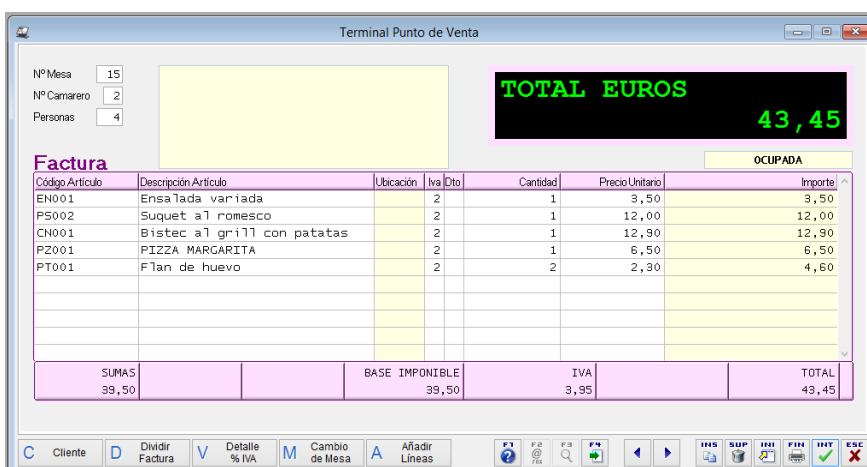 Terminal Punto de Venta
Nº Mesa 15
Nº Camarero 2
Personas 4
TOTAL EUROS
43,45
Factura
OCUPADA
Código Artículo Descripción Artículo Ubicación Iva Dto Cantidad Precio Unitario Importe
EN001 Ensalada variada 2 1 3,50 3,50
PS002 Suquet al romesco 2 1 12,00 12,00
CN001 Bistec al grill con patatas 2 1 12,90 12,90
PZ001 PIZZA MARGARITA 2 1 6,50 6,50
PT001 Flan de huevo 2 2 2,30 4,60
SUMAS BASE IMPONIBLE IVA TOTAL
39,50 39,50 3,95 43,45
C Cliente D Dividir Factura V Detalle % IVA M Cambio de Mesa A Añadir Líneas F1 F2 @ FAX F3 F4 INS SUP INI FIN INT ESC